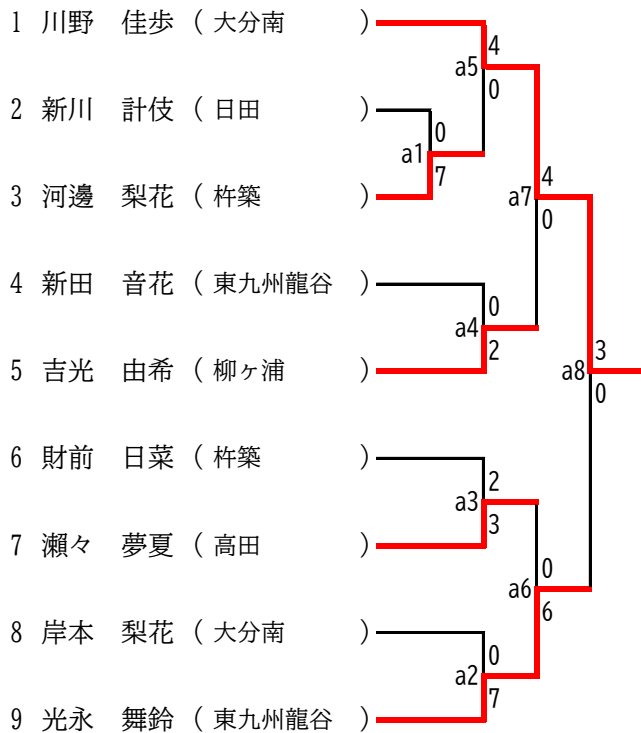 1 川野 佳歩 ( 大分南 )
4
a5
0
2 新川 計伎 ( 日田 )
0
a1
7
3 河邊 梨花 ( 杵築 )
4
a7
0
4 新田 音花 ( 東九州龍谷 )
0
a4
2
5 吉光 由希 ( 柳ヶ浦 )
3
a8
0
6 財前 日菜 ( 杵築 )
2
a3
3
7 瀬々 夢夏 ( 高田 )
0
a6
6
8 岸本 梨花 ( 大分南 )
0
a2
7
9 光永 舞鈴 ( 東九州龍谷 )